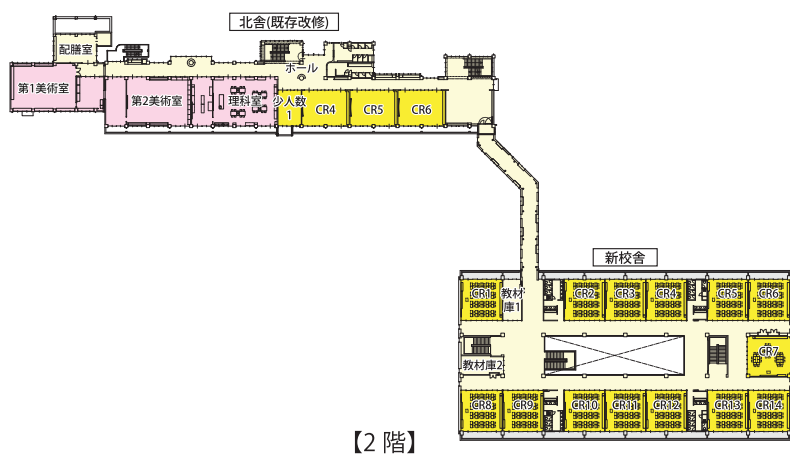 北舎(既存改修)
配膳室
ホール
第1美術室
第2美術室
理科室
少人数
1
CR4
CR5
CR6
新校舎
CR1
教材
庫1
CR2
CR3
CR4
CR5
CR6
CR7
教材庫2
CR8
CR9
CR10
CR11
CR12
CR13
CR14
【2 階】